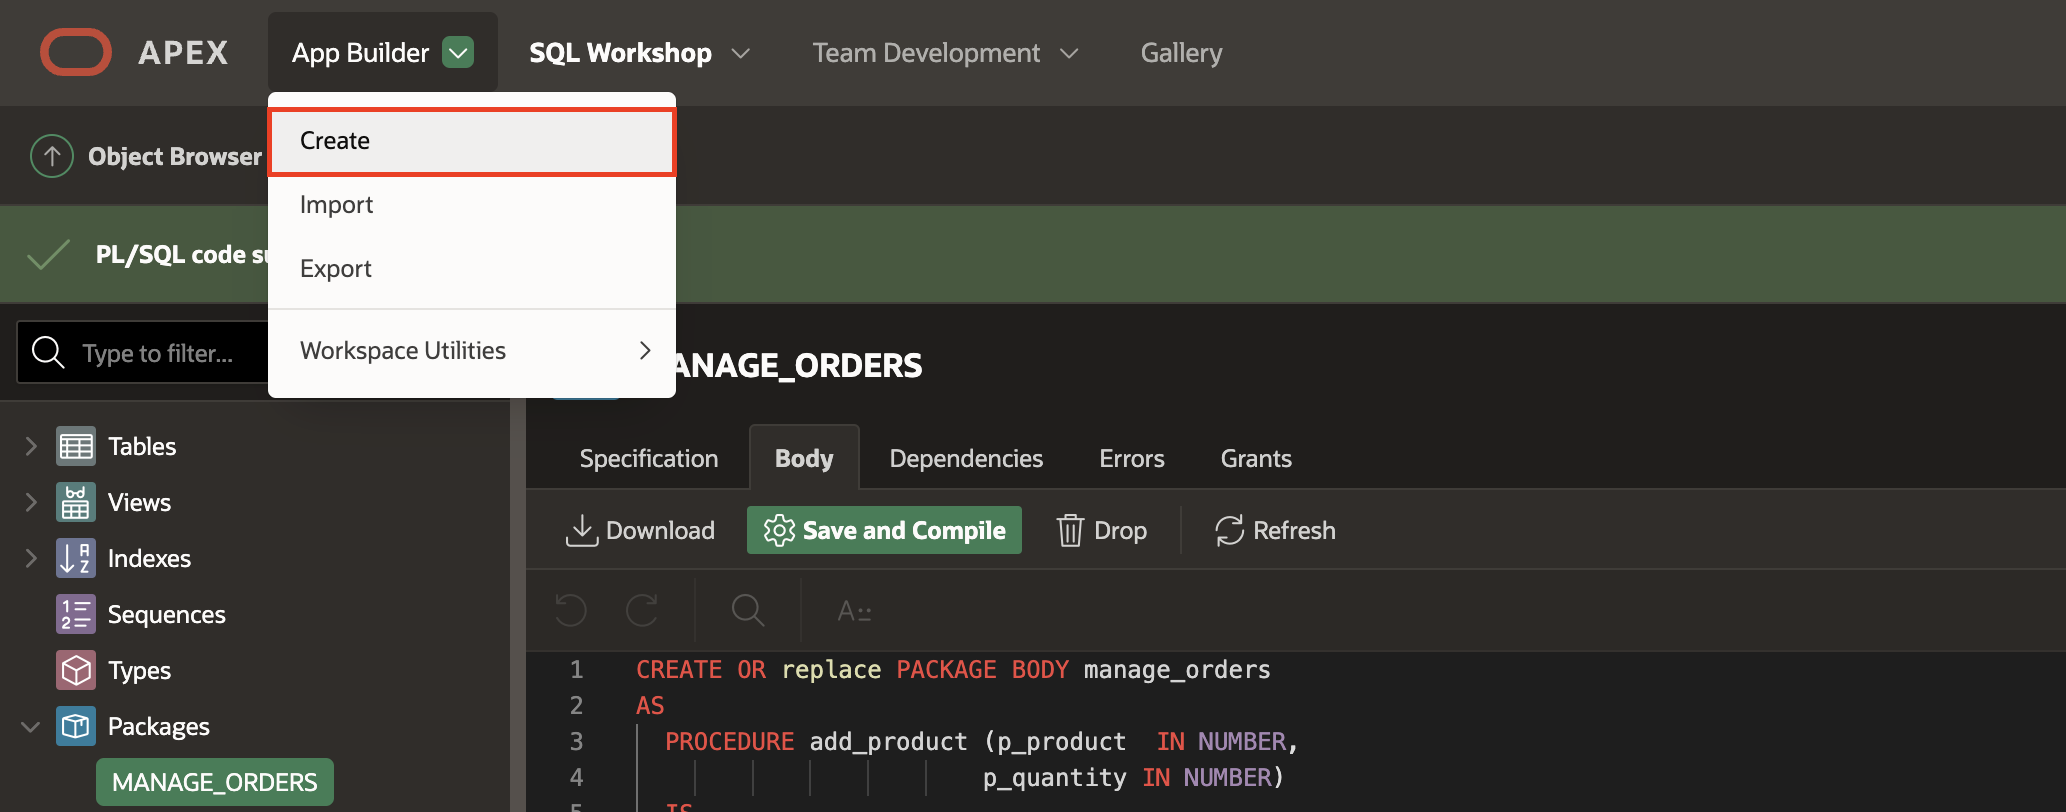 APEX
App Builder
SQL Workshop
Team Development
Gallery
Create
Import
Export
Workspace Utilities
Object Browser
PL/SQL code
Type to filter...
Tables
Views
Indexes
Sequences
Types
Packages
MANAGE_ORDERS
ANAGE_ORDERS
Specification
Body
Dependencies
Errors
Grants
Download
Save and Compile
Drop
Refresh
1 CREATE OR replace PACKAGE BODY manage_orders
2 AS
3 PROCEDURE add_product (p_product IN NUMBER,
4 p_quantity IN NUMBER)
5 IS